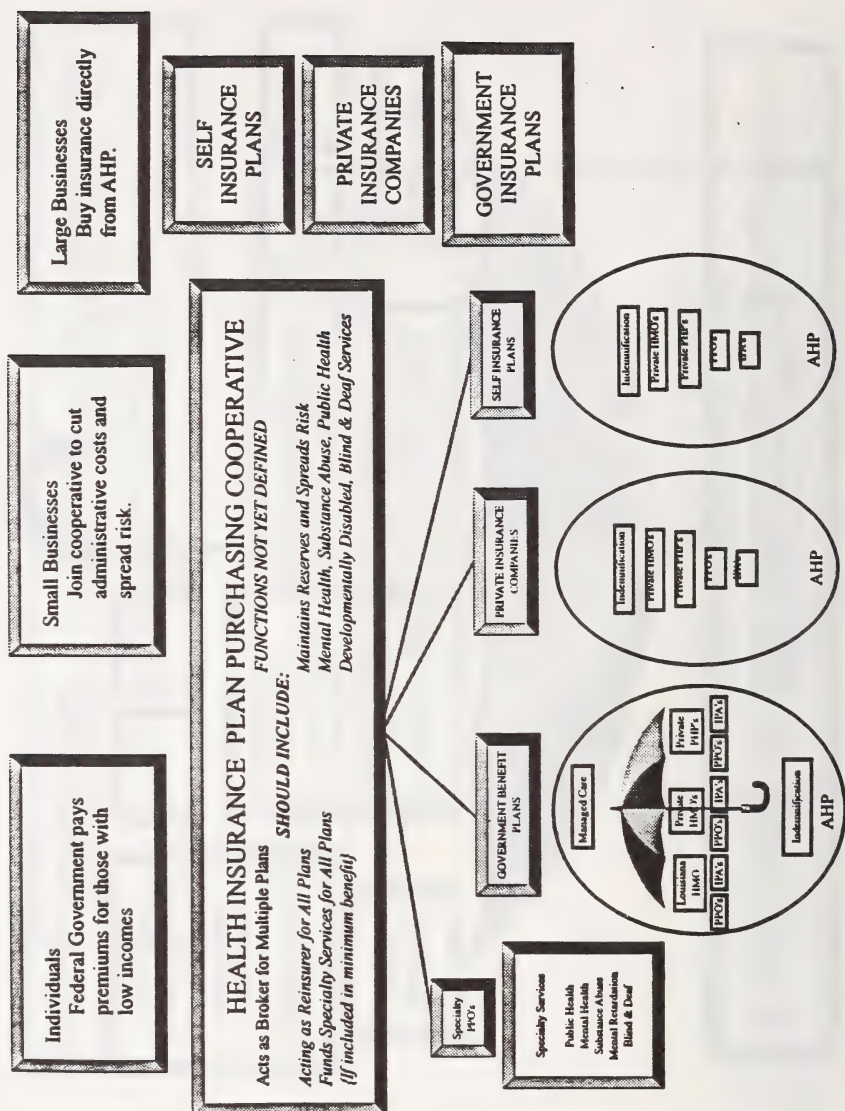 Individuals
Federal Government pays
premiums for those with
low incomes
Small Businesses
Join cooperative to cut
administrative costs and
spread risk.
Large Businesses
Buy insurance directly
from AHP.
HEALTH INSURANCE PLAN PURCHASING COOPERATIVE
Acts as Broker for Multiple Plans
FUNCTIONS NOT YET DEFINED
SHOULD INCLUDE:
Acting as Reinsurer for All Plans
Funds Specialty Services for All Plans
(If included in minimum benefit)
Maintains Reserves and Spreads Risk
Mental Health, Substance Abuse, Public Health
Developmentally Disabled, Blind & Deaf Services
SELF
INSURANCE
PLANS
PRIVATE
INSURANCE
COMPANIES
GOVERNMENT
INSURANCE
PLANS
Specialty
PPO's
GOVERNMENT BENEFIT
PLANS
PRIVATE INSURANCE
COMPANIES
SELF INSURANCE
PLANS
Specialty Services
Public Health
Mental Health
Substance Abuse
Mental Retardation
Blind & Deaf
Managed Care
Louisiana
HMO
Private
HMO's
Private
PHP's
PPO's
IPA's
PPO's
IPA's
PPO's
IPA's
Indemnification
AHP
Indemnification
Private HMO's
Private PHP's
PPO's
AHP
Indemnification
Private HMO's
Private PHP's
PPO's
IPA's
AHP